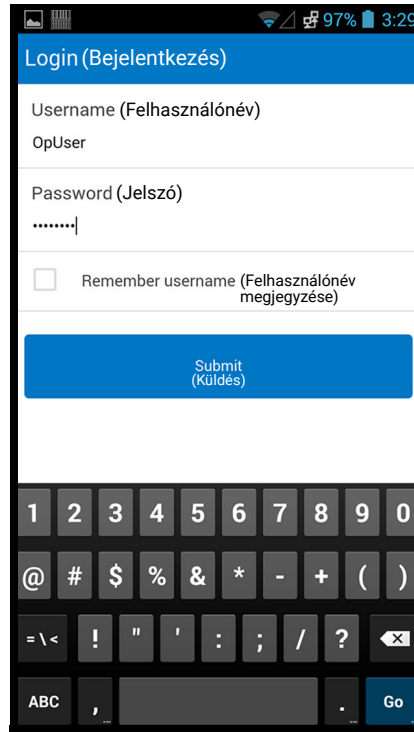 97% 3:29
Login (Bejelentkezés)
Username (Felhasználónév)
OpUser
Password (Jelszó)
••••••••
Remember username (Felhasználónév
megjegyzése)
Submit
(Küldés)
1 2 3 4 5 6 7 8 9 0
@ # $ % & * - + ( )
= \ < ! " ' : ; / ?
ABC , ... . ... Go